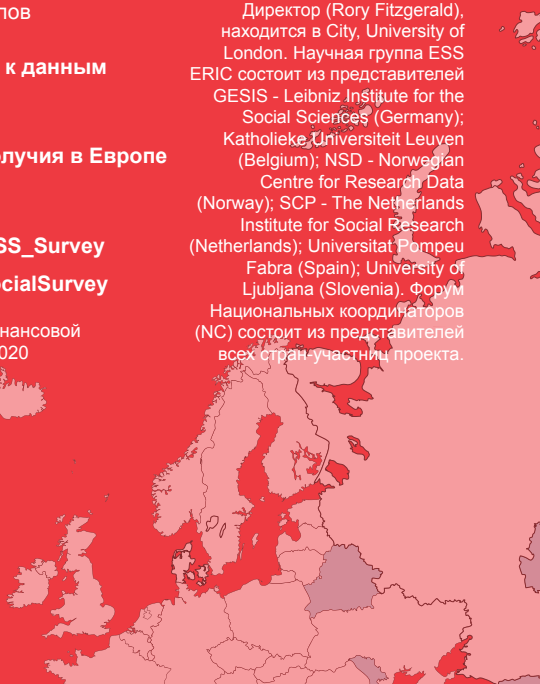 пов
к данным
олучия в Европе
SS_Survey
cialSurvey
нансовой
020
Директор (Rory Fitzgerald),
находится в City, University of
London. Научная группа ESS
ERIC состоит из представителей
GESIS - Leibniz Institute for the
Social Sciences (Germany);
Katholieke Universiteit Leuven
(Belgium); NSD - Norwegian
Centre for Research Data
(Norway); SCP - The Netherlands
Institute for Social Research
(Netherlands); Universitat Pompeu
Fabra (Spain); University of
Ljubljana (Slovenia). Форум
Национальных координаторов
(NC) состоит из представителей
всех стран-участниц проекта.